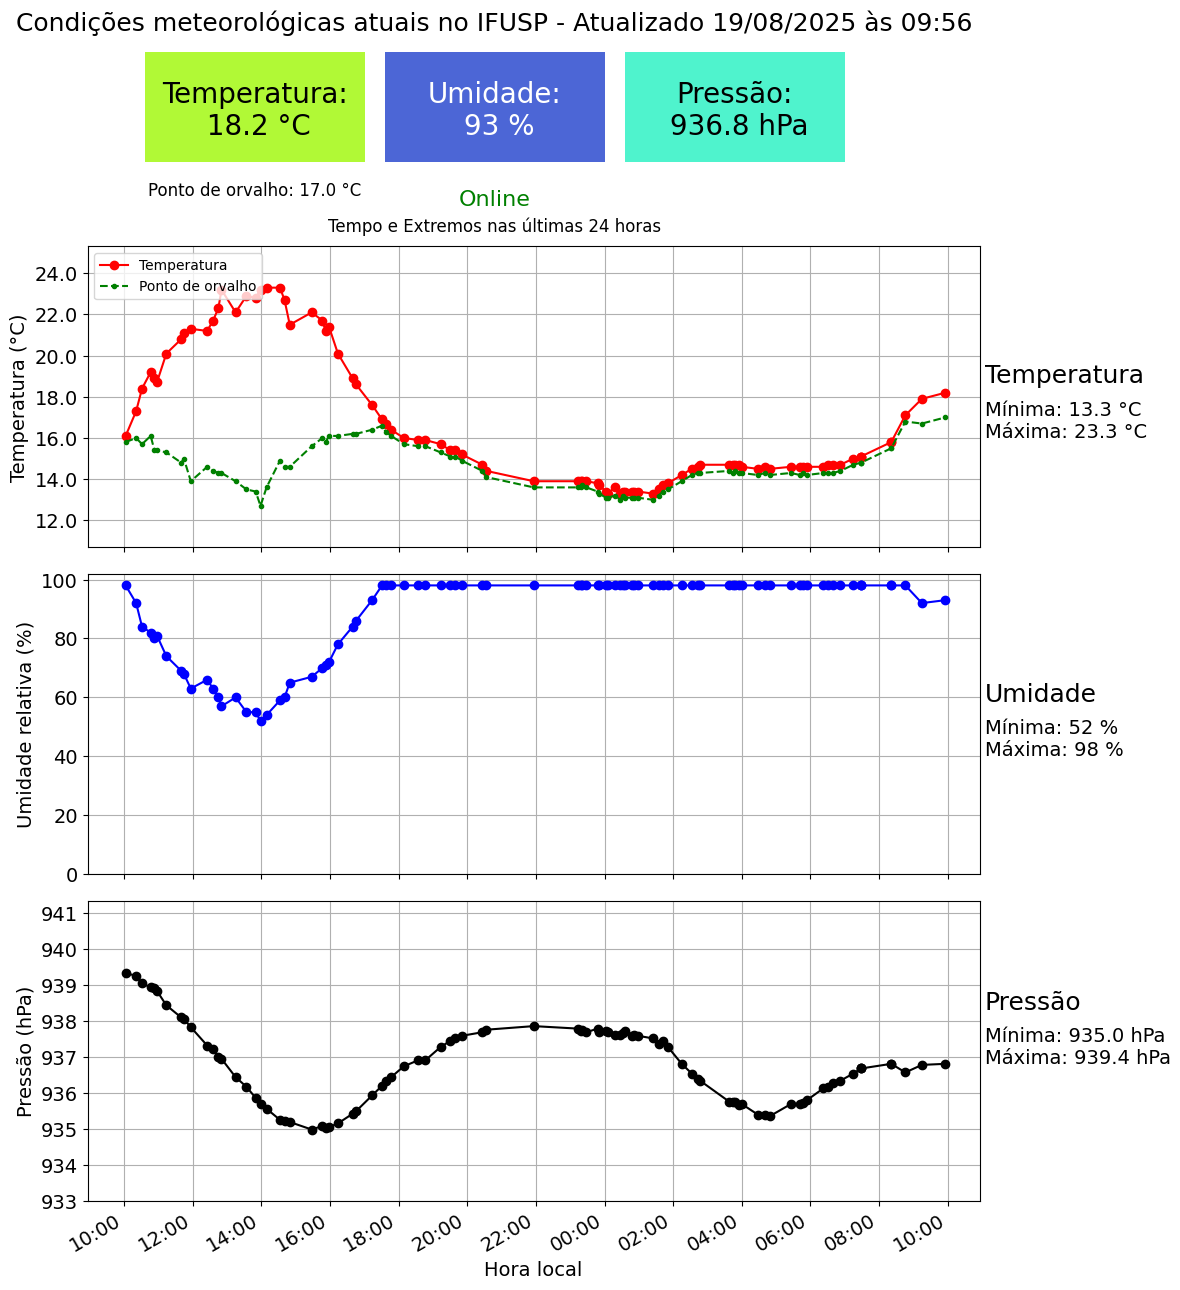 Condições meteorológicas atuais no IFUSP - Atualizado 19/08/2025 às 09:56
Temperatura:
18.2 °C
Umidade:
93 %
Pressão:
936.8 hPa
Ponto de orvalho: 17.0 °C
Online
Tempo e Extremos nas últimas 24 horas
Temperatura (°C)
24.0
22.0
20.0
18.0
16.0
14.0
12.0
Temperatura
Ponto de orvalho
Temperatura
Mínima: 13.3 °C
Máxima: 23.3 °C
Umidade relativa (%)
100
80
60
40
20
0
Umidade
Mínima: 52 %
Máxima: 98 %
Pressão (hPa)
941
940
939
938
937
936
935
934
933
Pressão
Mínima: 935.0 hPa
Máxima: 939.4 hPa
10:00
12:00
14:00
16:00
18:00
20:00
22:00
00:00
02:00
04:00
06:00
08:00
10:00
Hora local